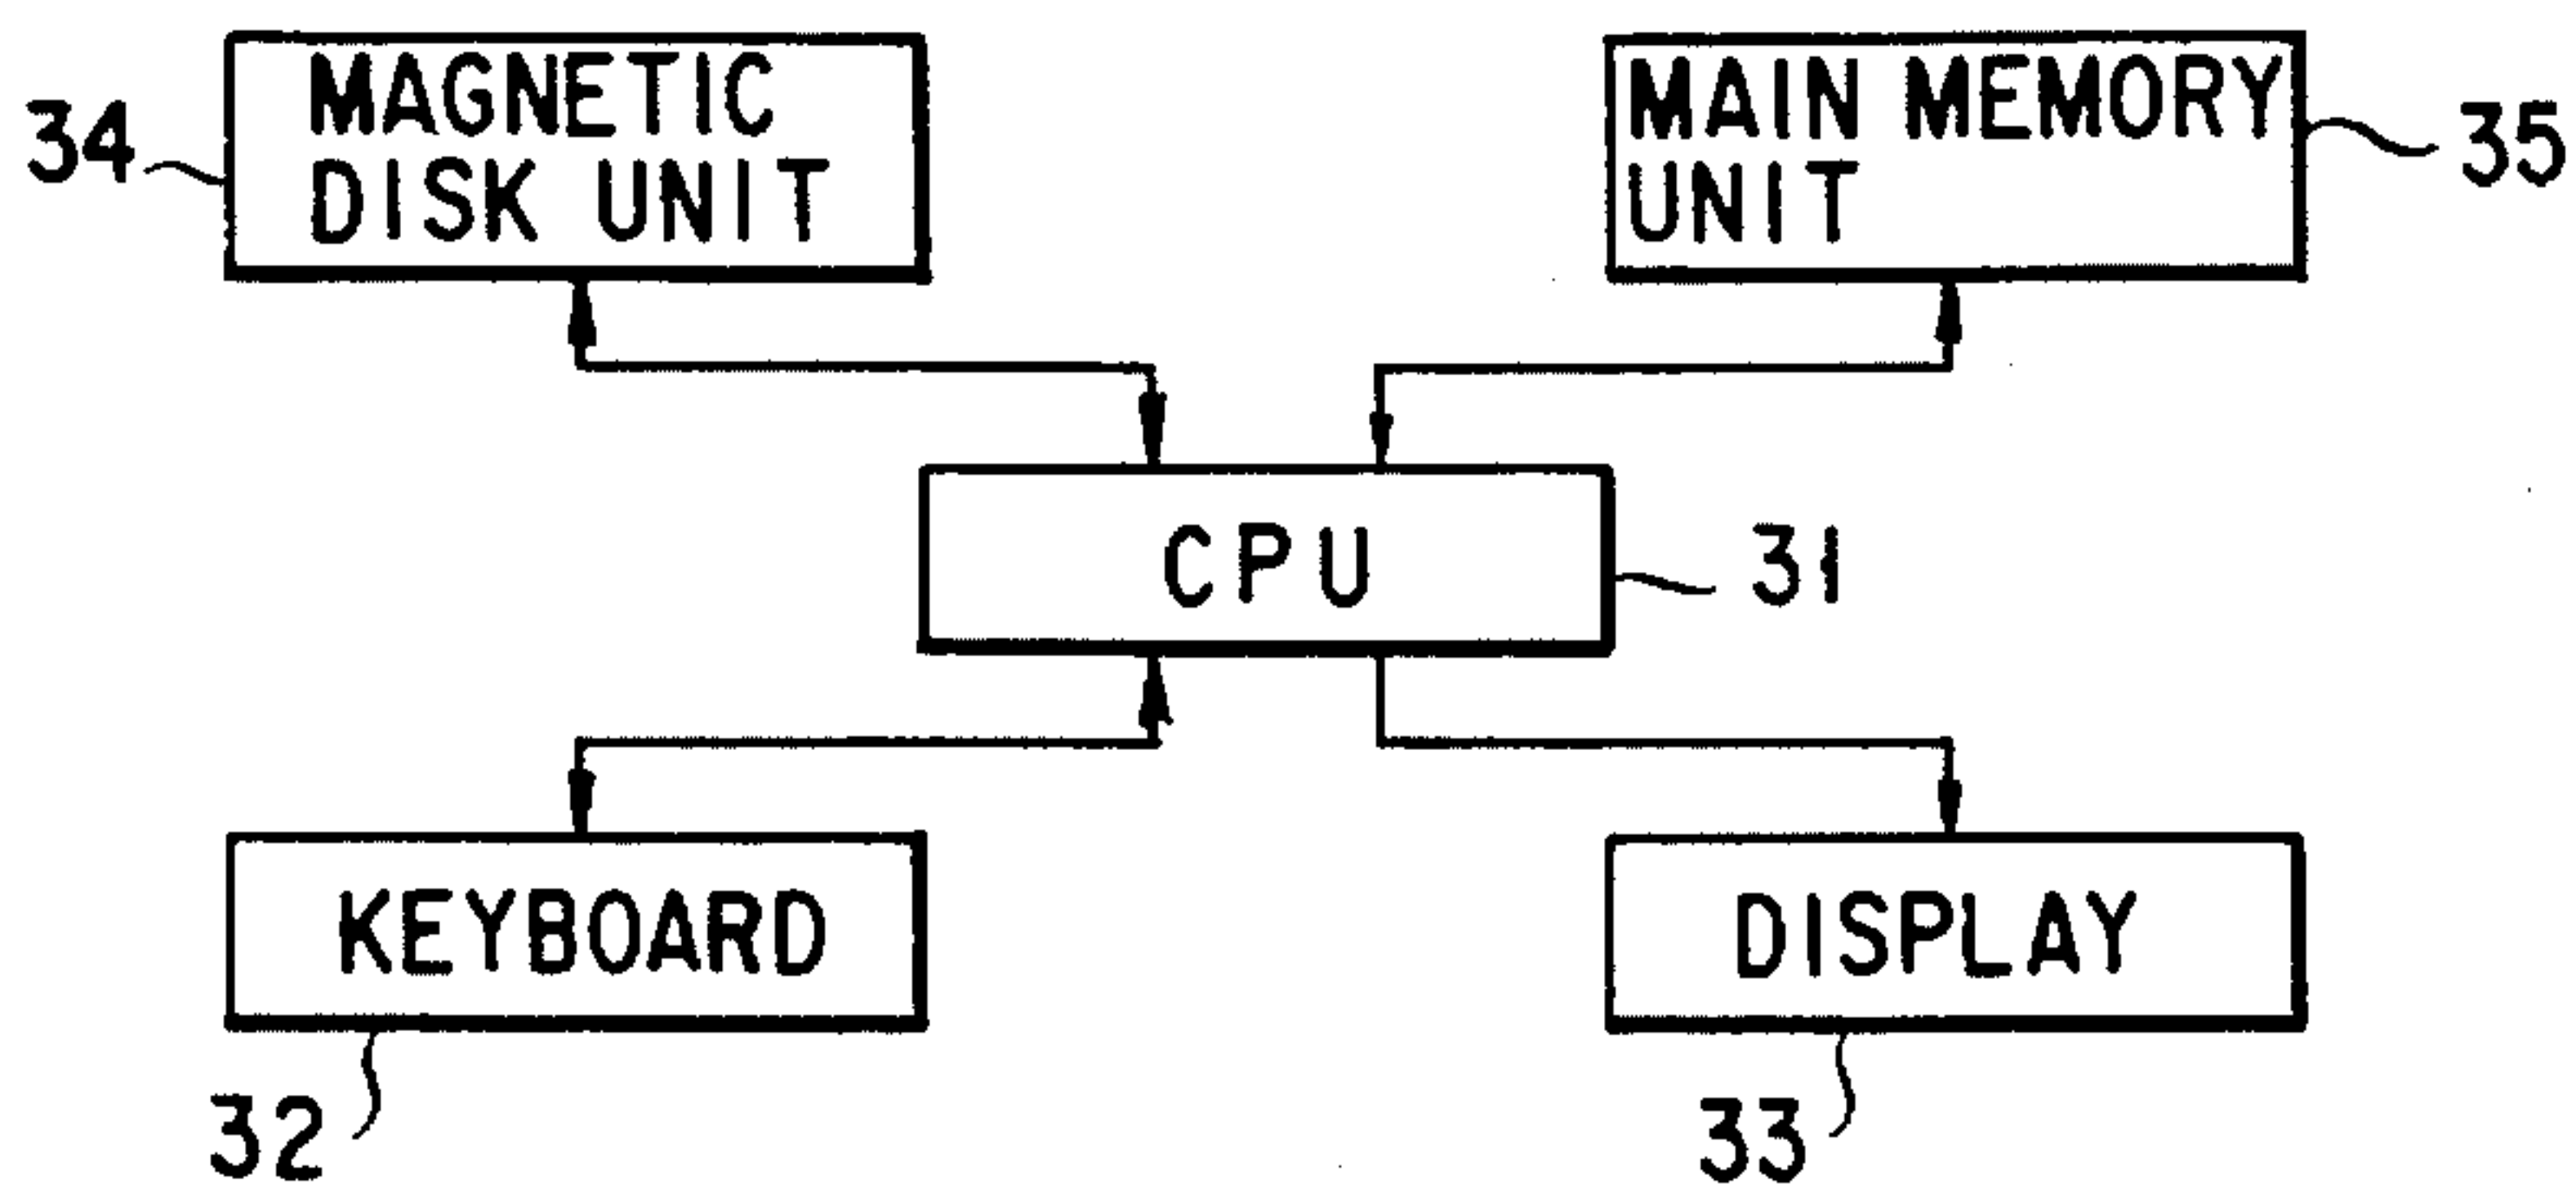 MAGNETIC
DISK UNIT
34
MAIN MEMORY
UNIT
35
CPU
31
KEYBOARD
32
DISPLAY
33